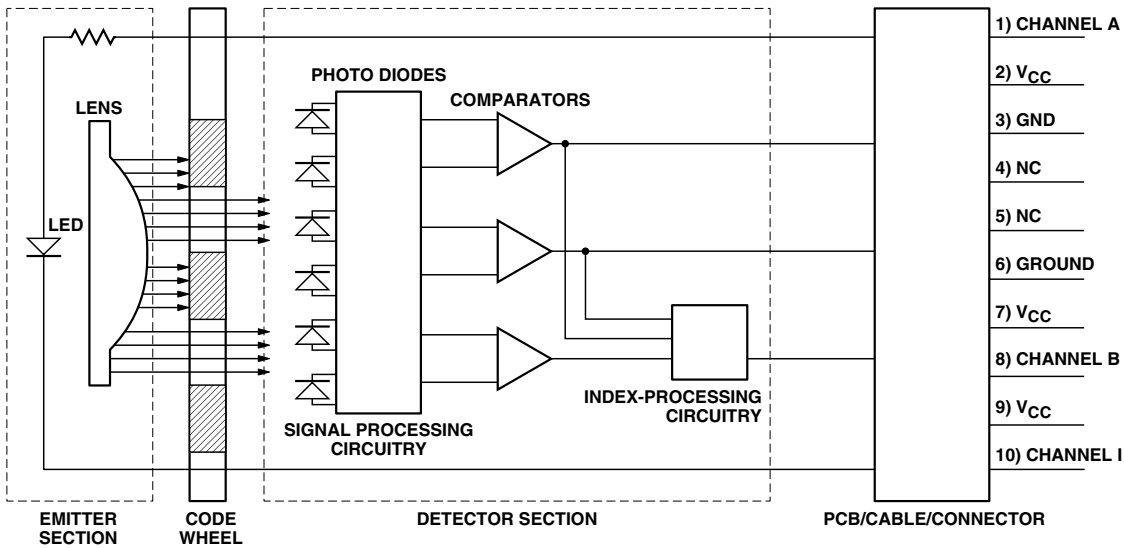 1) CHANNEL A
2) VCC
3) GND
4) NC
5) NC
6) GROUND
7) VCC
8) CHANNEL B
9) VCC
10) CHANNEL I
PHOTO DIODES
COMPARATORS
LENS
LED
INDEX-PROCESSING
CIRCUITRY
SIGNAL PROCESSING
CIRCUITRY
EMITTER
SECTION
CODE
WHEEL
DETECTOR SECTION
PCB/CABLE/CONNECTOR